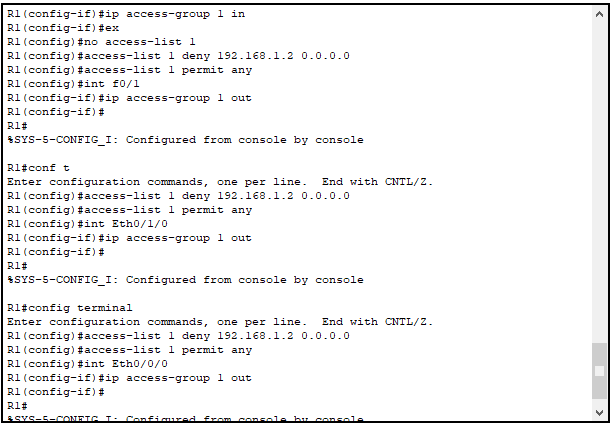 R1(config-if)#ip access-group 1 in
R1(config-if)#ex
R1(config)#no access-list 1
R1(config)#access-list 1 deny 192.168.1.2 0.0.0.0
R1(config)#access-list 1 permit any
R1(config)#int f0/1
R1(config-if)#ip access-group 1 out
R1(config-if)#
R1#
%SYS-5-CONFIG_I: Configured from console by console
R1#conf t
Enter configuration commands, one per line.  End with CNTL/Z.
R1(config)#access-list 1 deny 192.168.1.2 0.0.0.0
R1(config)#access-list 1 permit any
R1(config)#int Eth0/1/0
R1(config-if)#ip access-group 1 out
R1(config-if)#
R1#
%SYS-5-CONFIG_I: Configured from console by console
R1#config terminal
Enter configuration commands, one per line.  End with CNTL/Z.
R1(config)#access-list 1 deny 192.168.1.2 0.0.0.0
R1(config)#access-list 1 permit any
R1(config)#int Eth0/0/0
R1(config-if)#ip access-group 1 out
R1(config-if)#
R1#
%SYS-5-CONFIG_I: Configured from console by console